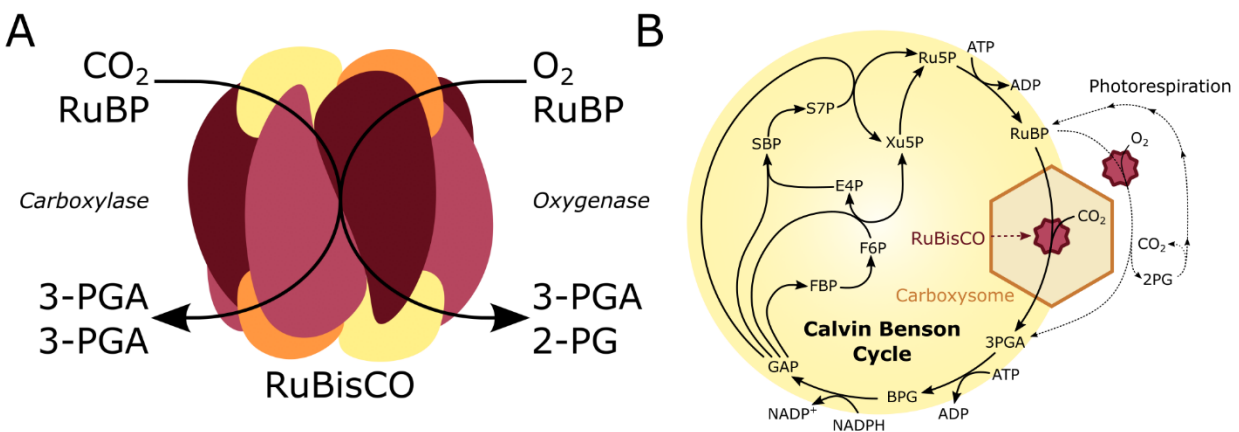 A
CO₂
RuBP
O₂
RuBP
Carboxylase
Oxygenase
3-PGA
3-PGA
3-PGA
2-PG
RuBisCO
B
Ru5P
ATP
ADP
Photorespiration
S7P
RuBP
SBP
Xu5P
O₂
E4P
CO₂
RuBisCO
F6P
CO₂
2PG
FBP
Carboxysome
Calvin Benson
Cycle
3PGA
GAP
ATP
BPG
ADP
NADP⁺
NADPH